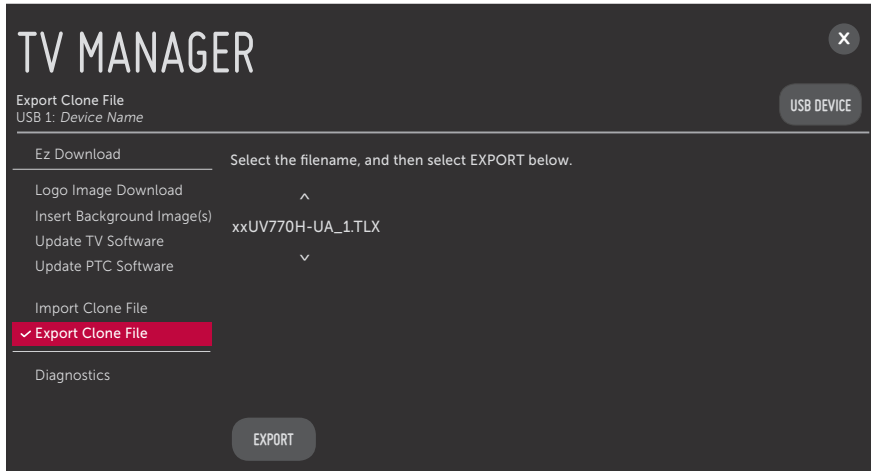 TV MANAGER
X
Export Clone File
USB 1: Device Name
USB DEVICE
Ez Download
Logo Image Download
Insert Background Image(s)
Update TV Software
Update PTC Software
Import Clone File
Export Clone File
Diagnostics
Select the filename, and then select EXPORT below.
xxUV770H-UA_1.TLX
EXPORT